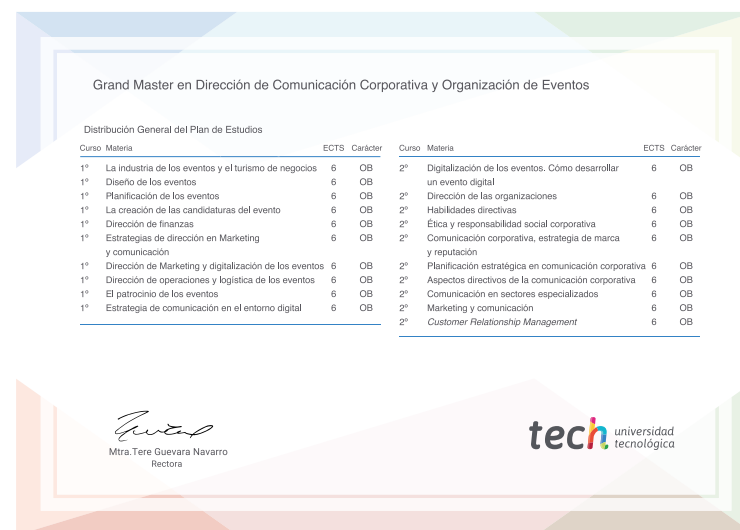 Grand Master en Dirección de Comunicación Corporativa y Organización de Eventos
Distribución General del Plan de Estudios
Curso Materia ECTS Carácter
1º La industria de los eventos y el turismo de negocios 6 OB
1º Diseño de los eventos 6 OB
1º Planificación de los eventos 6 OB
1º La creación de las candidaturas del evento 6 OB
1º Dirección de finanzas 6 OB
1º Estrategias de dirección en Marketing 6 OB
y comunicación
1º Dirección de Marketing y digitalización de los eventos 6 OB
1º Dirección de operaciones y logística de los eventos 6 OB
1º El patrocinio de los eventos 6 OB
1º Estrategia de comunicación en el entorno digital 6 OB
Curso Materia ECTS Carácter
2º Digitalización de los eventos. Cómo desarrollar 6 OB
un evento digital
2º Dirección de las organizaciones 6 OB
2º Habilidades directivas 6 OB
2º Ética y responsabilidad social corporativa 6 OB
2º Comunicación corporativa, estrategia de marca 6 OB
y reputación
2º Planificación estratégica en comunicación corporativa 6 OB
2º Aspectos directivos de la comunicación corporativa 6 OB
2º Comunicación en sectores especializados 6 OB
2º Marketing y comunicación 6 OB
2º Customer Relationship Management 6 OB
Mtra.Tere Guevara Navarro
Rectora
tech universidad
tecnológica